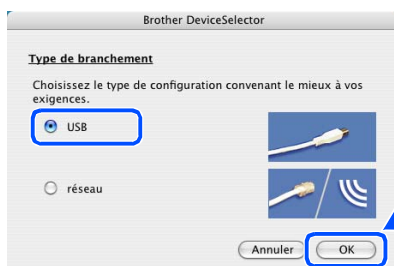 Brother DeviceSelector
Type de branchement
Choisissez le type de configuration convenant le mieux à vos
exigences.
USB
réseau
Annuler OK